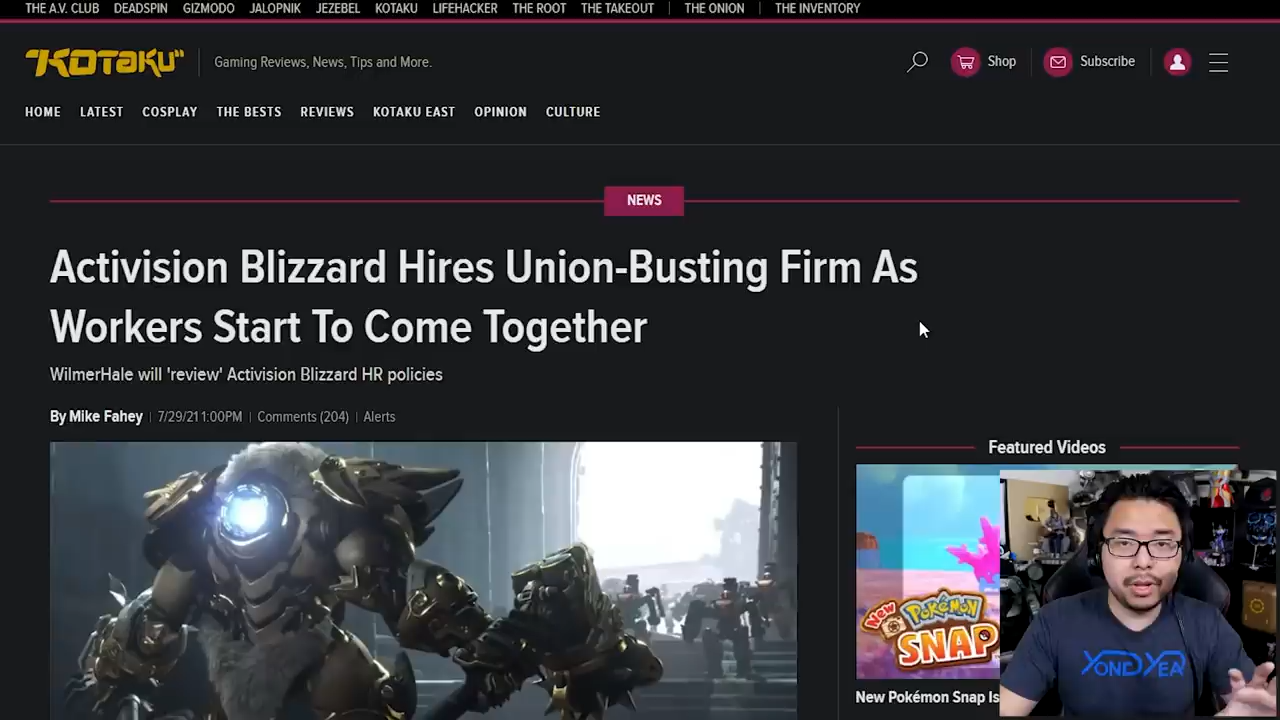 THE A.V. CLUB DEADSPIN GIZMODO JALOPNIK JEZEBEL KOTAKU LIFEHACKER THE ROOT THE TAKEOUT THE ONION THE INVENTORY
"KOTAKU" Gaming Reviews, News, Tips and More. Shop Subscribe
HOME LATEST COSPLAY THE BESTS REVIEWS KOTAKU EAST OPINION CULTURE
NEWS
Activision Blizzard Hires Union-Busting Firm As
Workers Start To Come Together
WilmerHale will 'review' Activision Blizzard HR policies
By Mike Fahey 7/29/21 1:00PM Comments (204) Alerts
Featured Videos
New
POKéMON
SNAP
New Pokémon Snap Is
YONGYEA